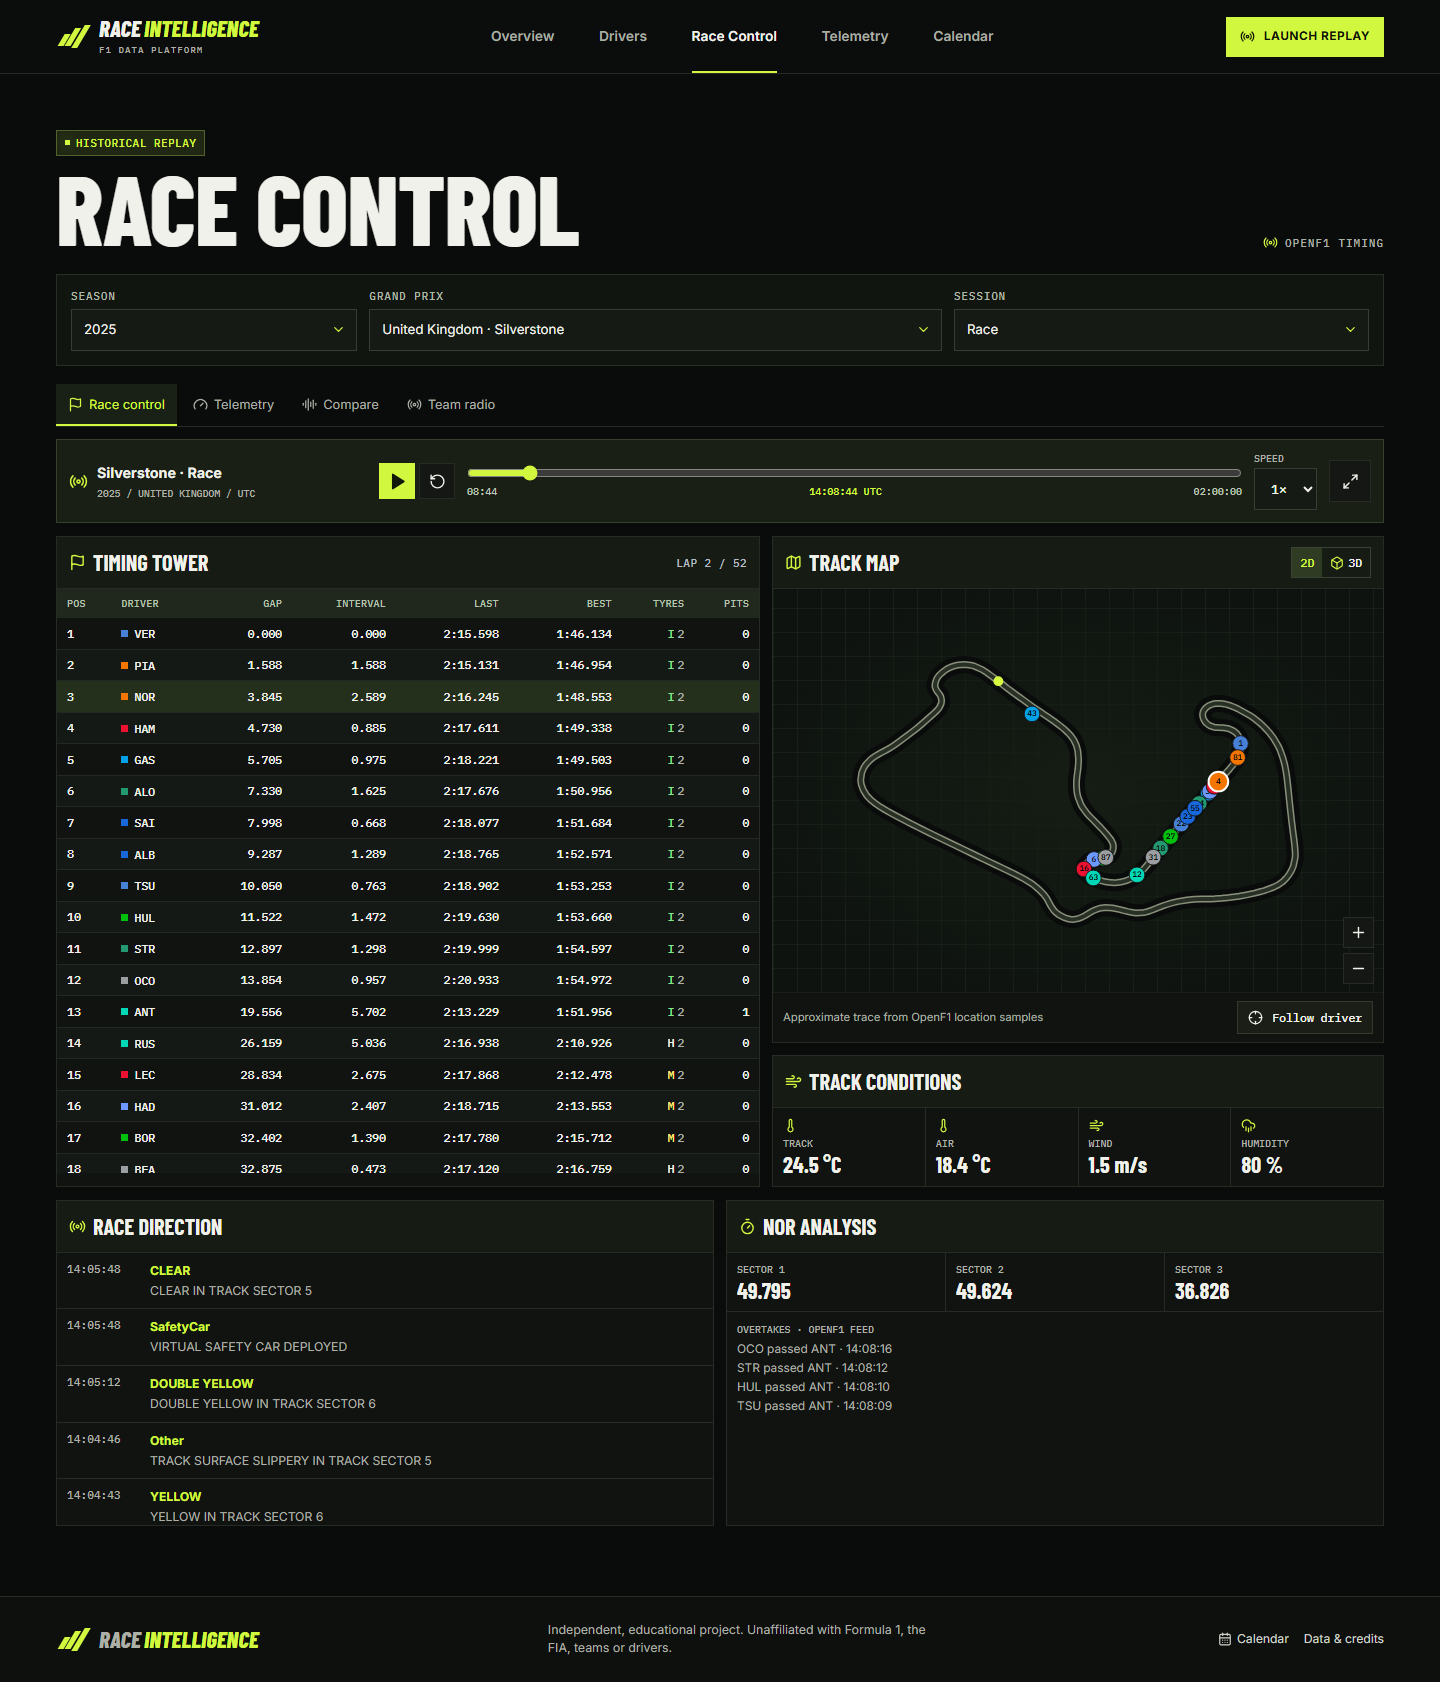 RACE INTELLIGENCE
F1 DATA PLATFORM
Overview
Drivers
Race Control
Telemetry
Calendar
LAUNCH REPLAY
HISTORICAL REPLAY
RACE CONTROL
OPENF1 TIMING
SEASON
GRAND PRIX
SESSION
2025
United Kingdom · Silverstone
Race
Race control
Telemetry
Compare
Team radio
Silverstone · Race
2025 / UNITED KINGDOM / UTC
08:44
14:08:44 UTC
02:00:00
SPEED
1×
TIMING TOWER
LAP 2 / 52
POS DRIVER GAP INTERVAL LAST BEST TYRES PITS
1 VER 0.000 0.000 2:15.598 1:46.134 I 2 0
2 PIA 1.588 1.588 2:15.131 1:46.954 I 2 0
3 NOR 3.845 2.589 2:16.245 1:48.553 I 2 0
4 HAM 4.730 0.885 2:17.611 1:49.338 I 2 0
5 GAS 5.705 0.975 2:18.221 1:49.503 I 2 0
6 ALO 7.330 1.625 2:17.676 1:50.956 I 2 0
7 SAI 7.998 0.668 2:18.077 1:51.684 I 2 0
8 ALB 9.287 1.289 2:18.765 1:52.571 I 2 0
9 TSU 10.050 0.763 2:18.902 1:53.253 I 2 0
10 HUL 11.522 1.472 2:19.630 1:53.660 I 2 0
11 STR 12.897 1.298 2:19.999 1:54.597 I 2 0
12 OCO 13.854 0.957 2:20.933 1:54.972 I 2 0
13 ANT 19.556 5.702 2:13.229 1:51.956 I 2 1
14 RUS 26.159 5.036 2:16.938 2:10.926 H 2 0
15 LEC 28.834 2.675 2:17.868 2:12.478 M 2 0
16 HAD 31.012 2.407 2:18.715 2:13.553 M 2 0
17 BOR 32.402 1.390 2:17.780 2:15.712 M 2 0
18 BEA 32.875 0.473 2:17.120 2:16.759 H 2 0
TRACK MAP
2D
3D
43
1
81
4
55
27
31
12
6
87
63
Approximate trace from OpenF1 location samples
Follow driver
TRACK CONDITIONS
TRACK
24.5 °C
AIR
18.4 °C
WIND
1.5 m/s
HUMIDITY
80 %
RACE DIRECTION
14:05:48 CLEAR
CLEAR IN TRACK SECTOR 5
14:05:48 SafetyCar
VIRTUAL SAFETY CAR DEPLOYED
14:05:12 DOUBLE YELLOW
DOUBLE YELLOW IN TRACK SECTOR 6
14:04:46 Other
TRACK SURFACE SLIPPERY IN TRACK SECTOR 5
14:04:43 YELLOW
YELLOW IN TRACK SECTOR 6
NOR ANALYSIS
SECTOR 1
49.795
SECTOR 2
49.624
SECTOR 3
36.826
OVERTAKES · OPENF1 FEED
OCO passed ANT · 14:08:16
STR passed ANT · 14:08:12
HUL passed ANT · 14:08:10
TSU passed ANT · 14:08:09
RACE INTELLIGENCE
Independent, educational project. Unaffiliated with Formula 1, the
FIA, teams or drivers.
Calendar
Data & credits